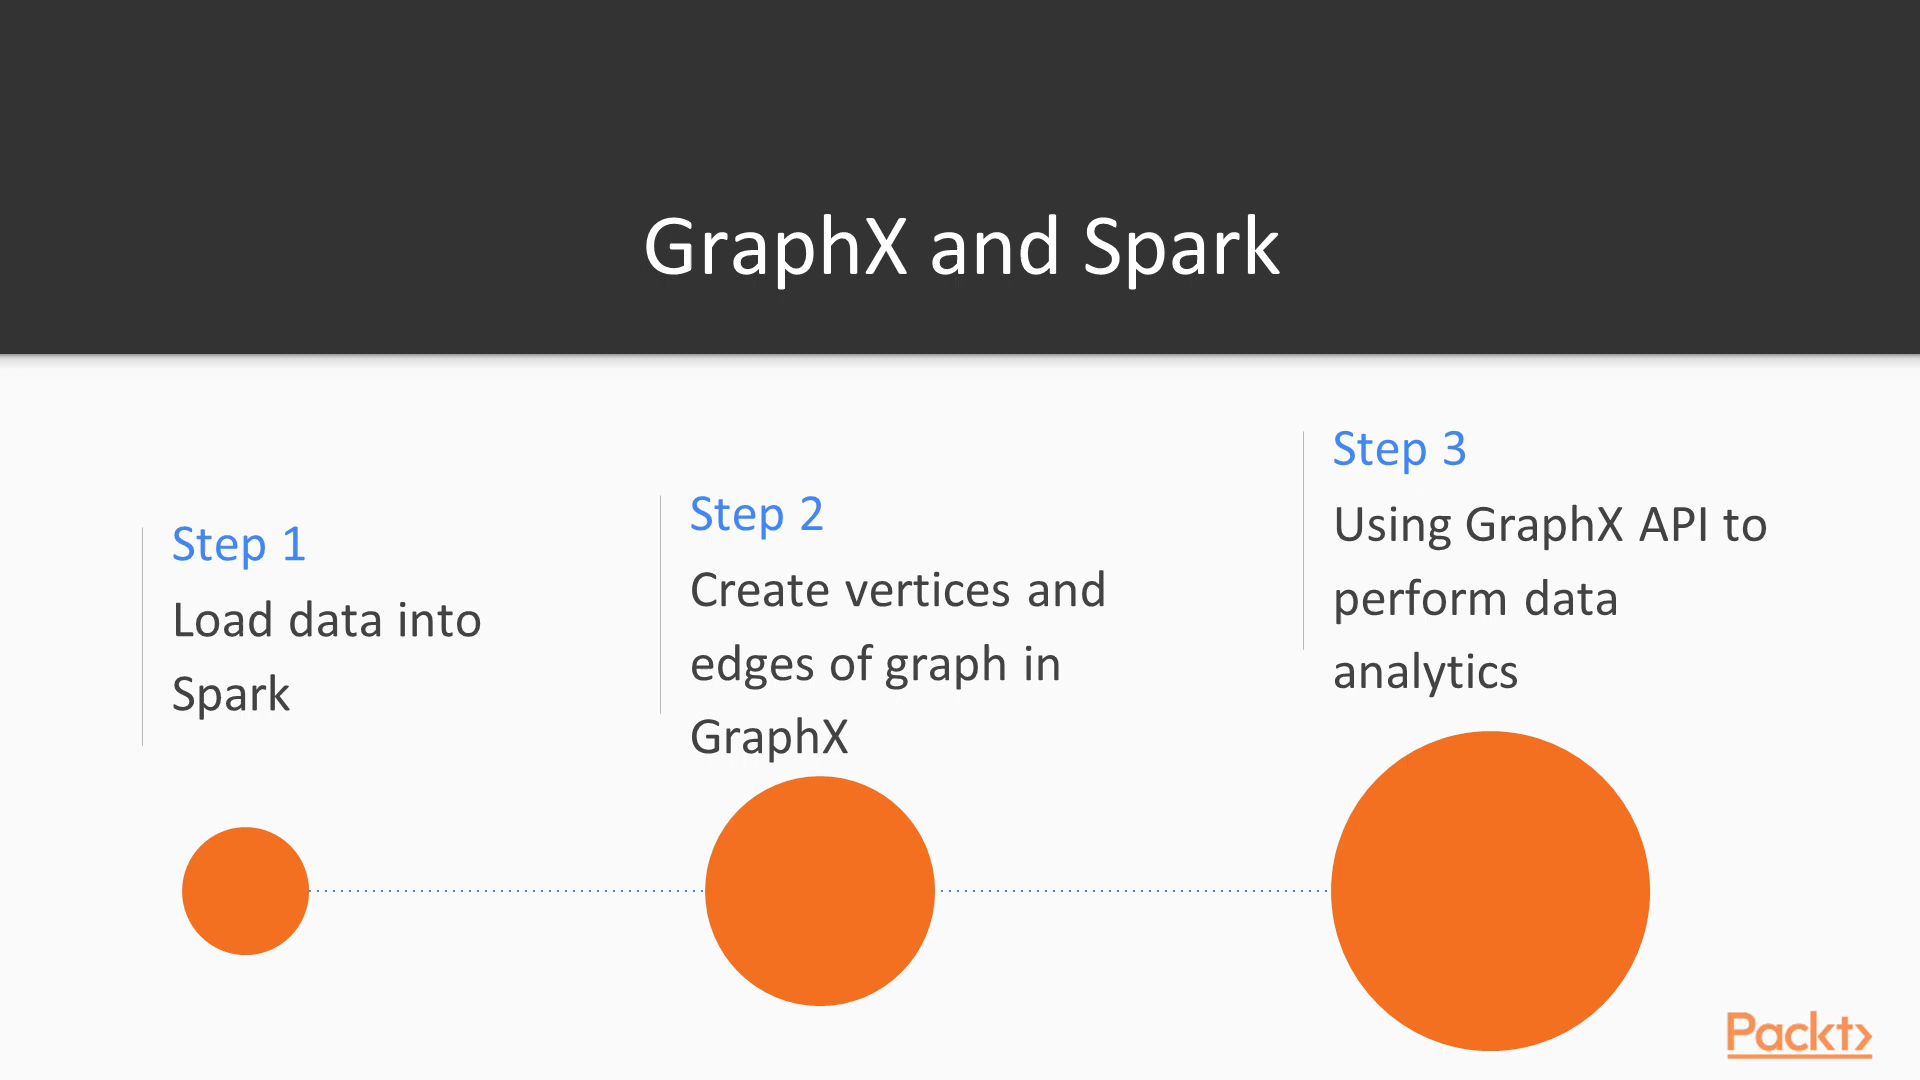 GraphX and Spark
Step 1
Load data into
Spark
Step 2
Create vertices and
edges of graph in
GraphX
Step 3
Using GraphX API to
perform data
analytics
Packt>